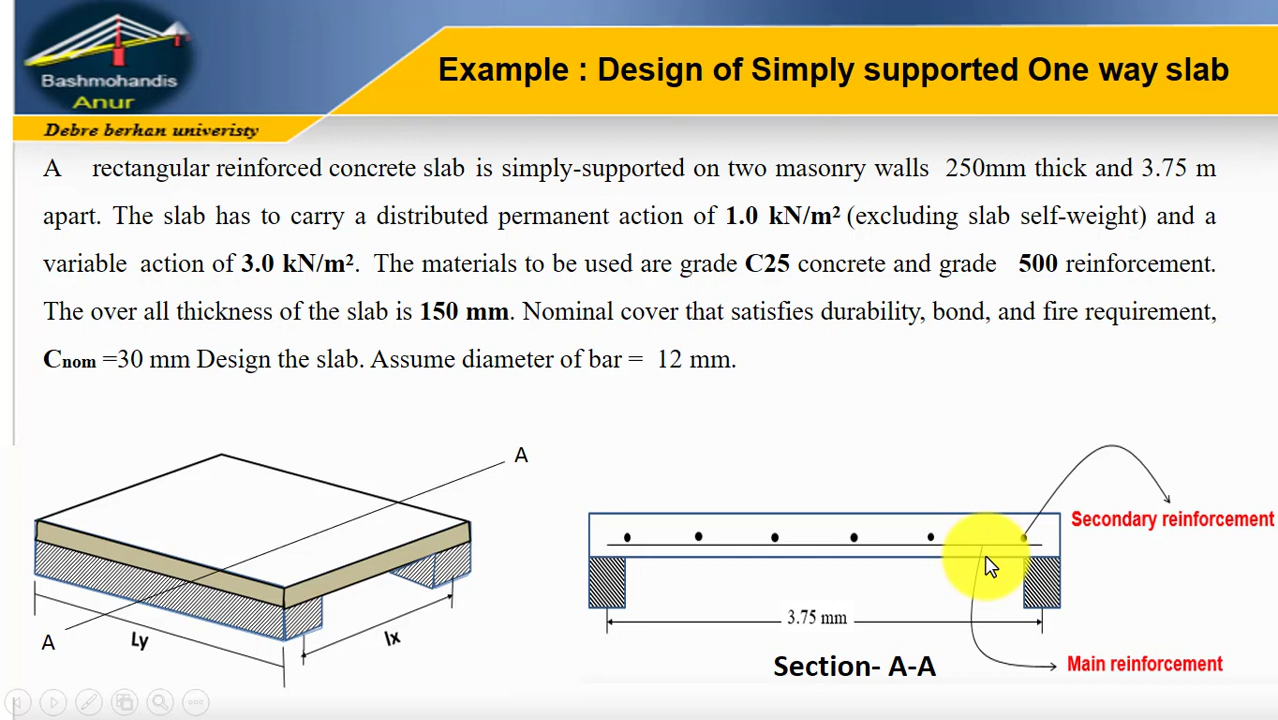 Bashmohandis
Anur
Debre berhan univeristy
Example : Design of Simply supported One way slab
A rectangular reinforced concrete slab is simply-supported on two masonry walls 250mm thick and 3.75 m
apart. The slab has to carry a distributed permanent action of 1.0 kN/m² (excluding slab self-weight) and a
variable action of 3.0 kN/m². The materials to be used are grade C25 concrete and grade 500 reinforcement.
The over all thickness of the slab is 150 mm. Nominal cover that satisfies durability, bond, and fire requirement,
Cnom =30 mm Design the slab. Assume diameter of bar = 12 mm.
A
A
Ly
lx
Secondary reinforcement
3.75 mm
Section- A-A
Main reinforcement